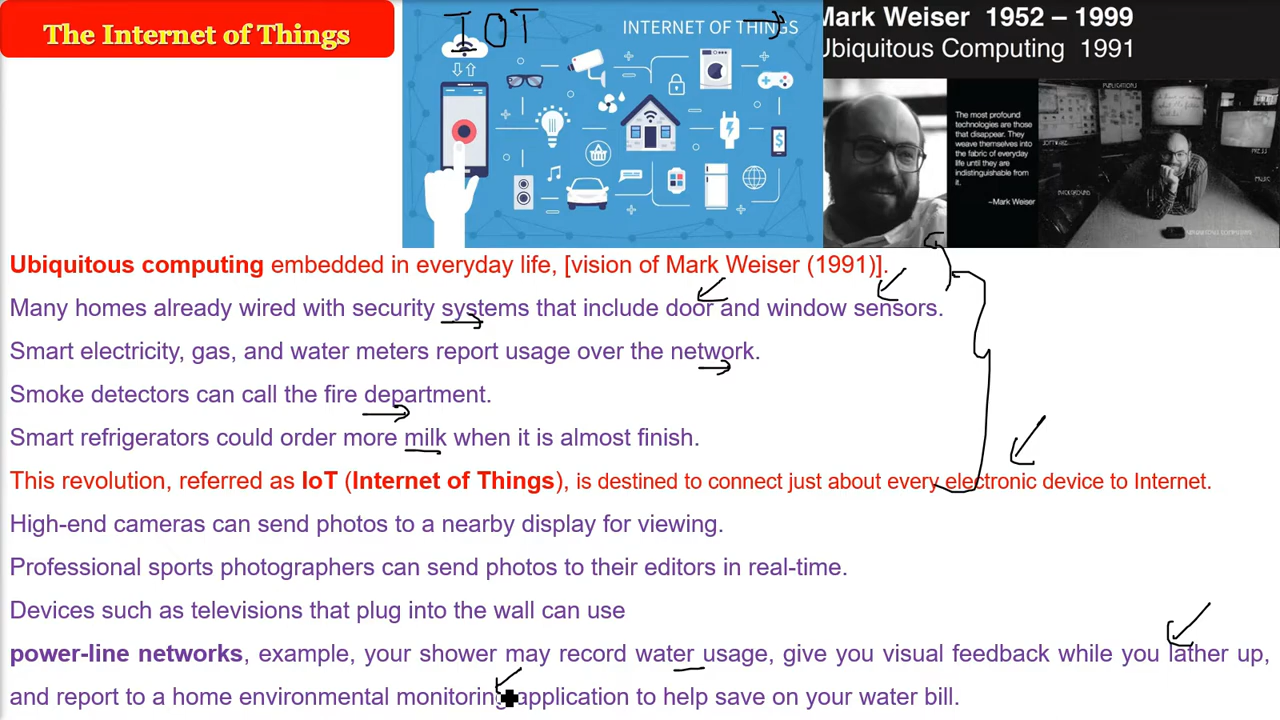 The Internet of Things
IOT
INTERNET OF THINGS
Mark Weiser 1952 – 1999
Ubiquitous Computing 1991
The most profound
technologies are those
that disappear. They
weave themselves into
the fabric of everyday
life until they are
indistinguishable from
it.
~Mark Weiser
Ubiquitous computing embedded in everyday life, [vision of Mark Weiser (1991)].
Many homes already wired with security systems that include door and window sensors.
Smart electricity, gas, and water meters report usage over the network.
Smoke detectors can call the fire department.
Smart refrigerators could order more milk when it is almost finish.
This revolution, referred as IoT (Internet of Things), is destined to connect just about every electronic device to Internet.
High-end cameras can send photos to a nearby display for viewing.
Professional sports photographers can send photos to their editors in real-time.
Devices such as televisions that plug into the wall can use
power-line networks, example, your shower may record water usage, give you visual feedback while you lather up,
and report to a home environmental monitoring application to help save on your water bill.